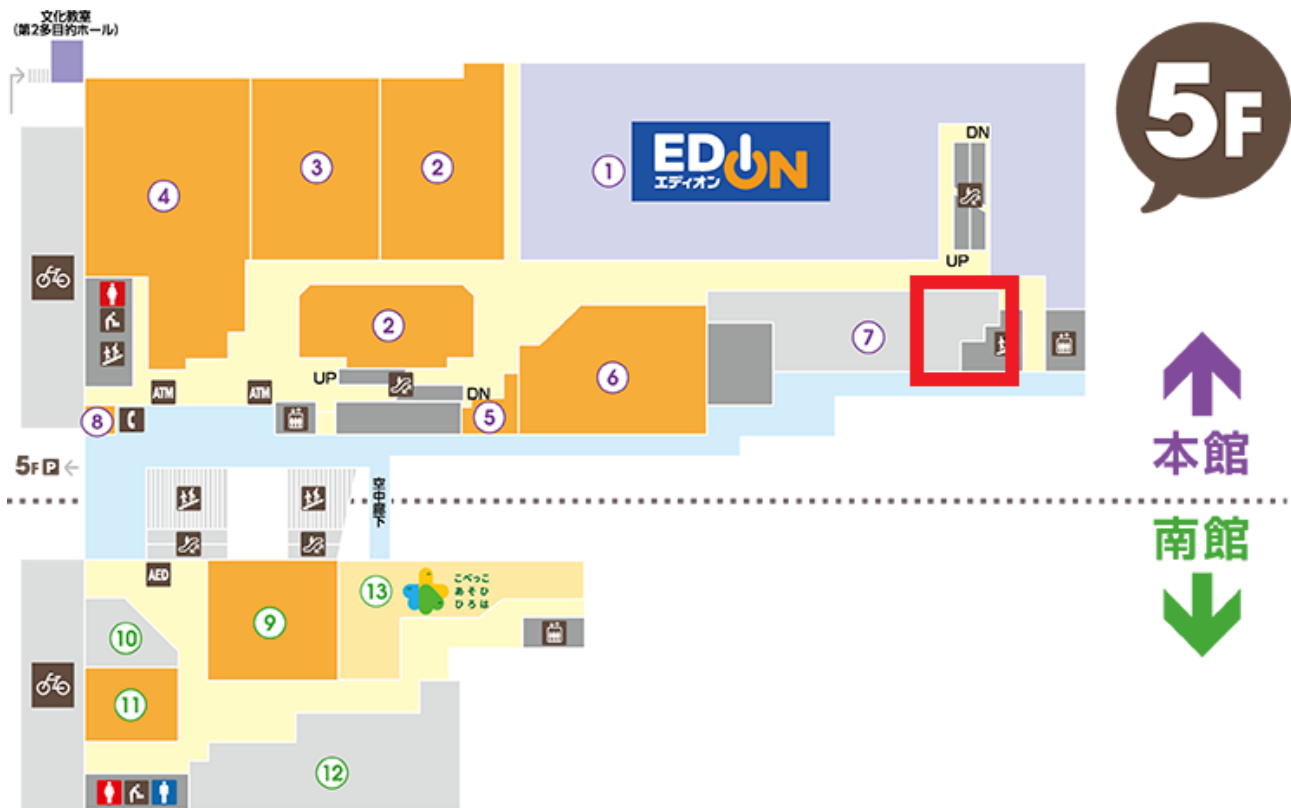 文化教室
(第2多目的ホール)
5F
EDION
エディオン
1
2
3
4
DN
UP
2
7
6
UP
DN
5
ATM
ATM
8
本館
5F P
空中廊下
南館
AED
13
こべっこ
あそび
ひろば
9
10
11
12